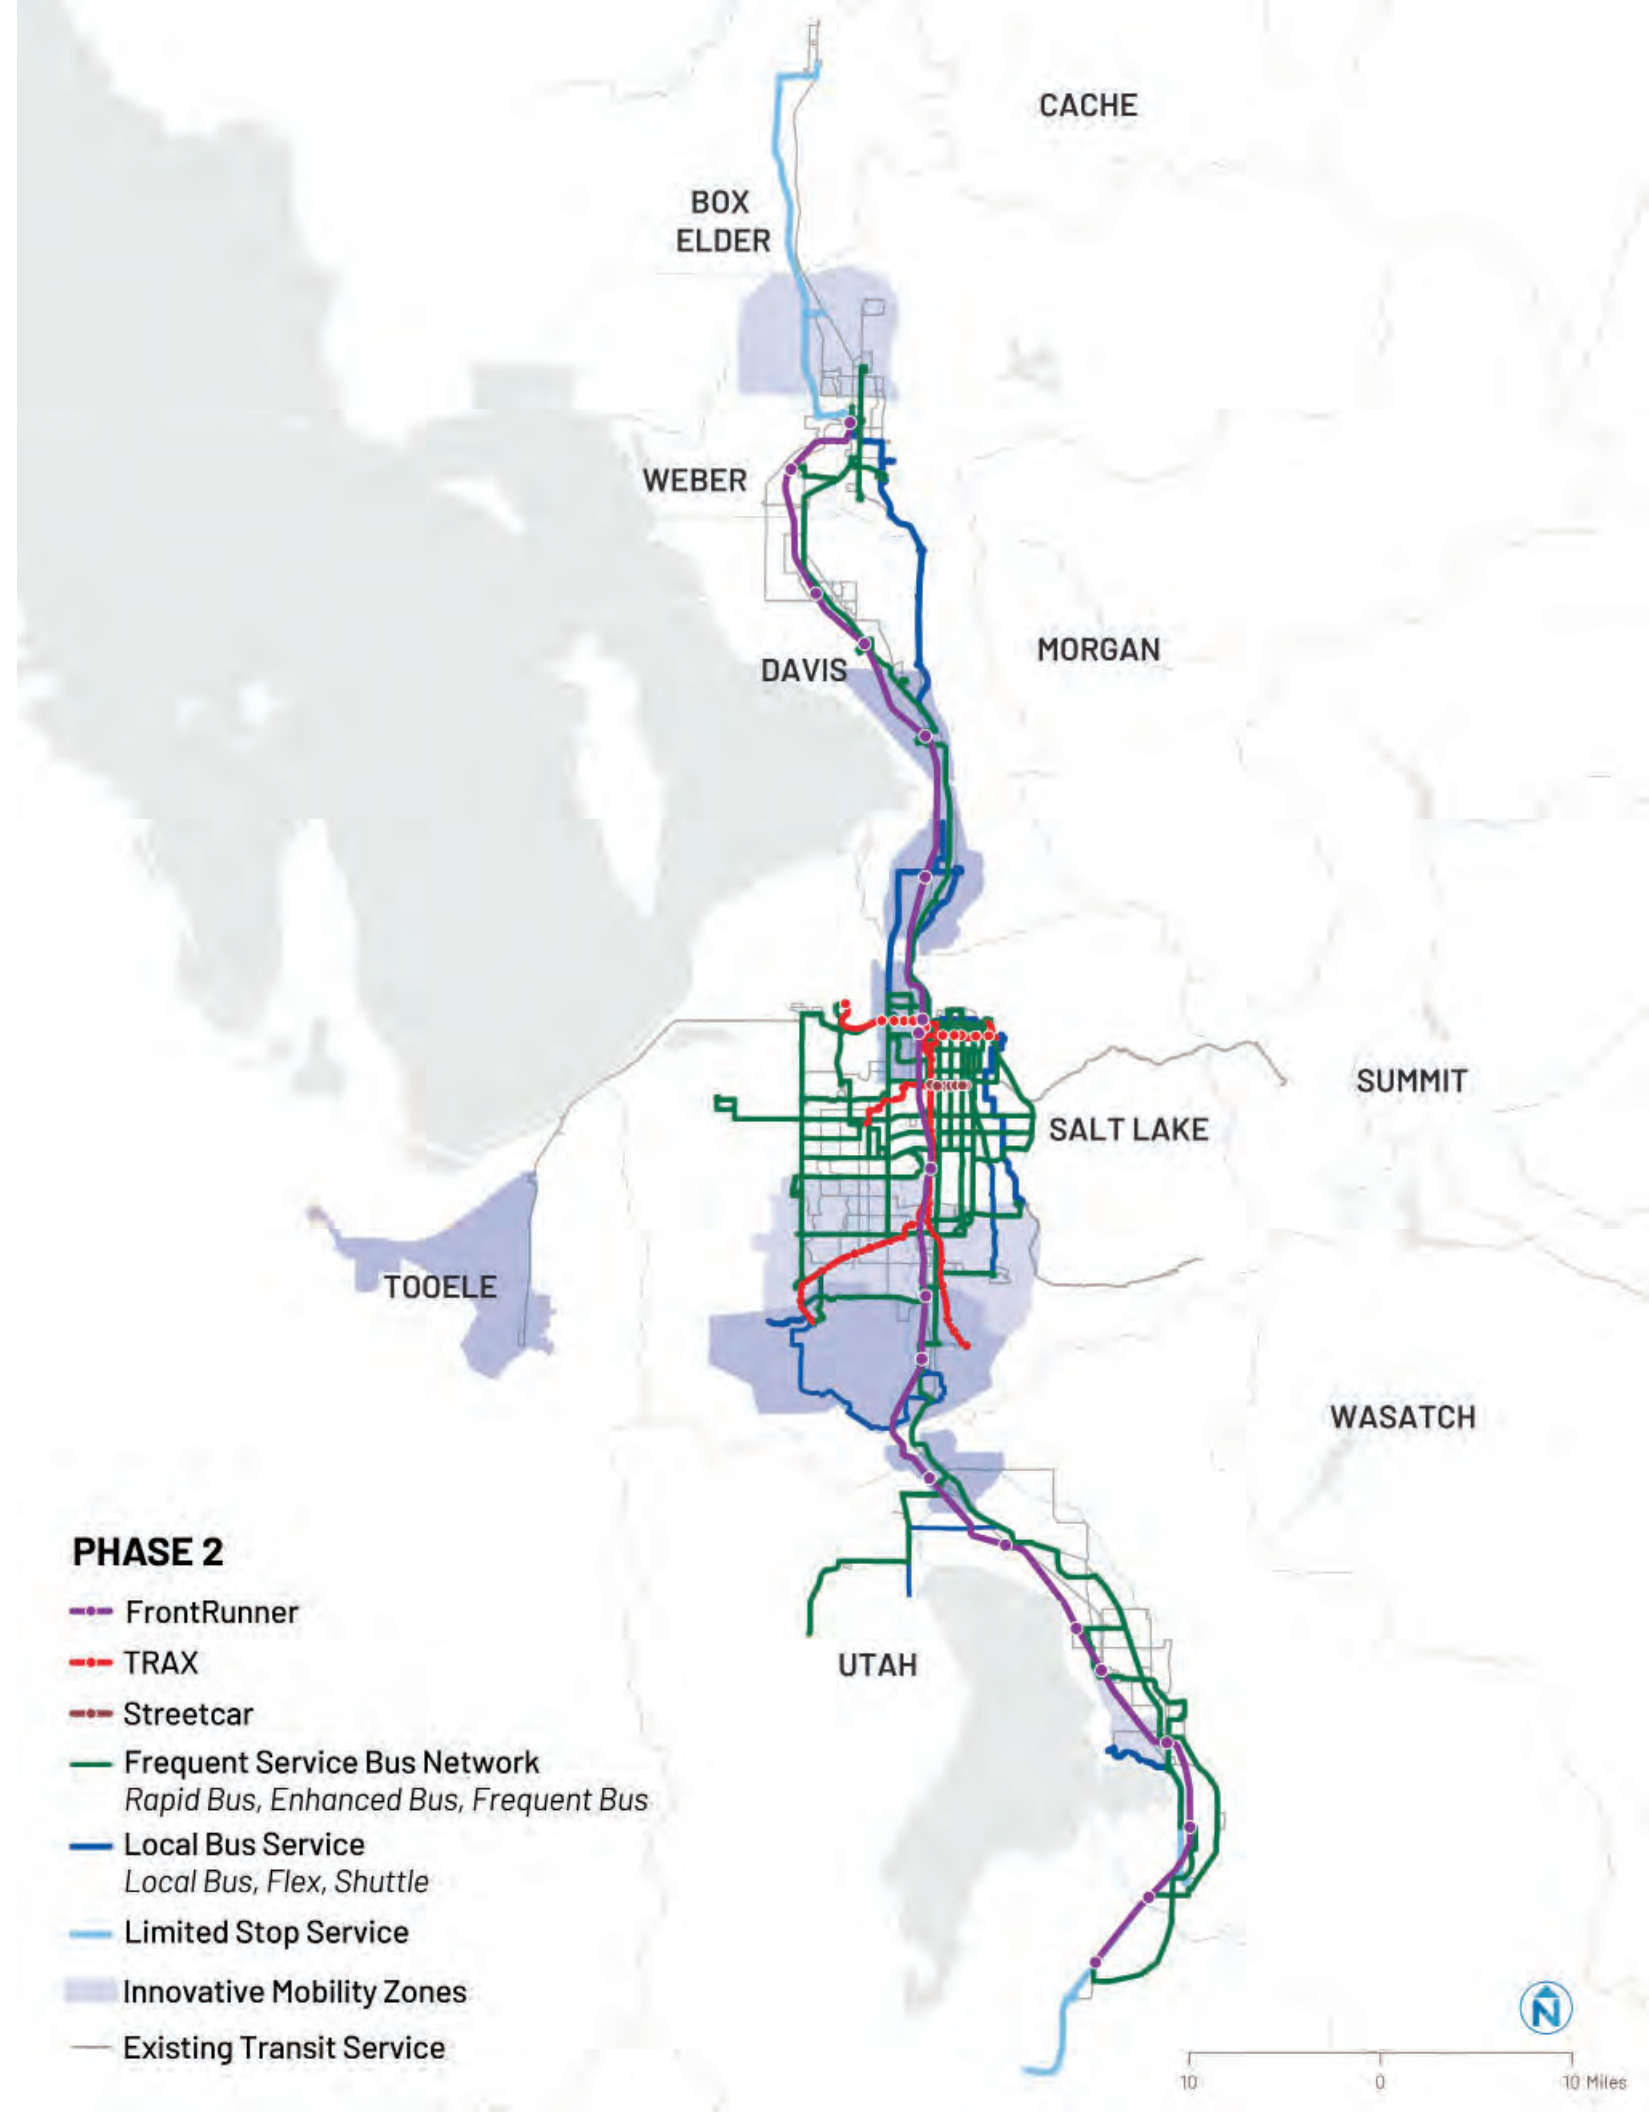 CACHE
BOX
ELDER
WEBER
MORGAN
DAVIS
SUMMIT
SALT LAKE
TOOELE
WASATCH
UTAH
PHASE 2
FrontRunner
TRAX
Streetcar
Frequent Service Bus Network
Rapid Bus, Enhanced Bus, Frequent Bus
Local Bus Service
Local Bus, Flex, Shuttle
Limited Stop Service
Innovative Mobility Zones
Existing Transit Service
N
10 0 10 Miles